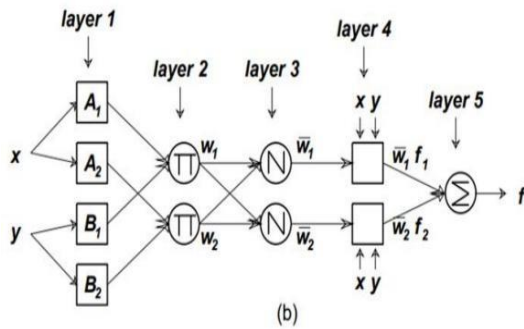 layer 1
layer 4
layer 2
layer 3
layer 5
x y
A₁
A₂
B₁
B₂
x
y
Π
Π
w₁
w₂
N
N
w̅₁
w̅₂
w̅₁ f₁
w̅₂ f₂
Σ
f
x y
(b)